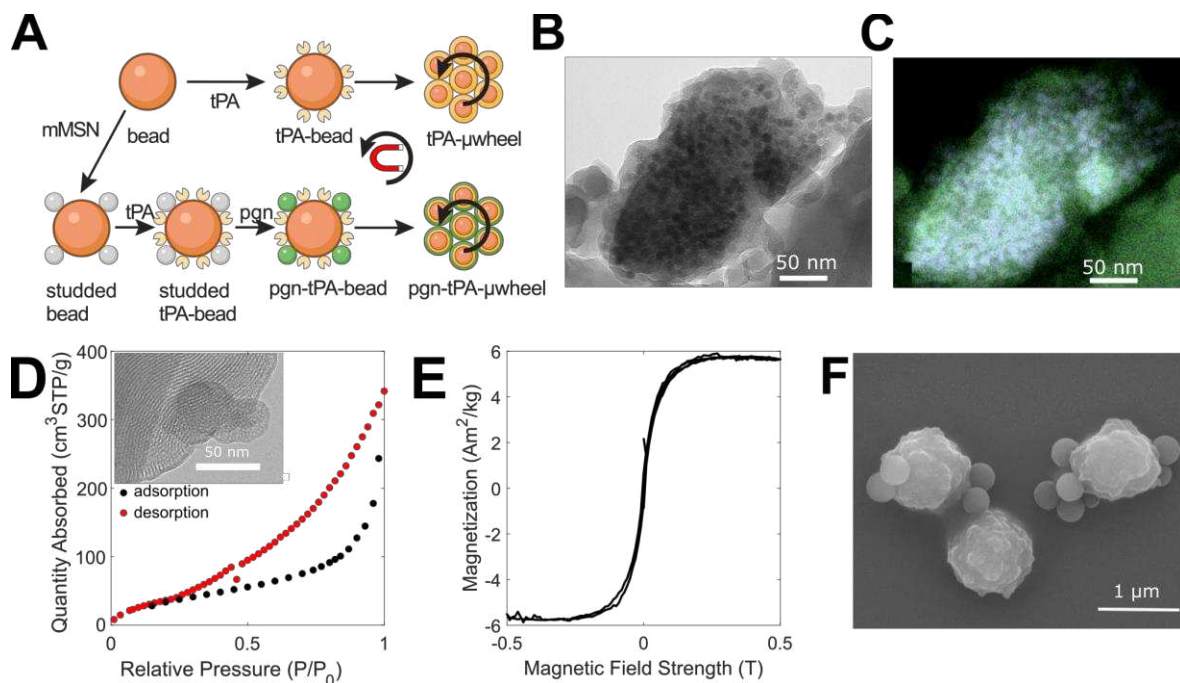 A
bead
tPA
tPA-bead
tPA-µwheel
mMSN
tPA
pgn
studded
bead
studded
tPA-bead
pgn-tPA-bead
pgn-tPA-µwheel
B
50 nm
C
50 nm
D
Quantity Absorbed (cm³STP/g)
400
300
200
100
0
50 nm
adsorption
desorption
0
0.5
1
Relative Pressure (P/P₀)
E
Magnetization (Am²/kg)
6
4
2
0
-2
-4
-6
-0.5
0
0.5
Magnetic Field Strength (T)
F
1 µm